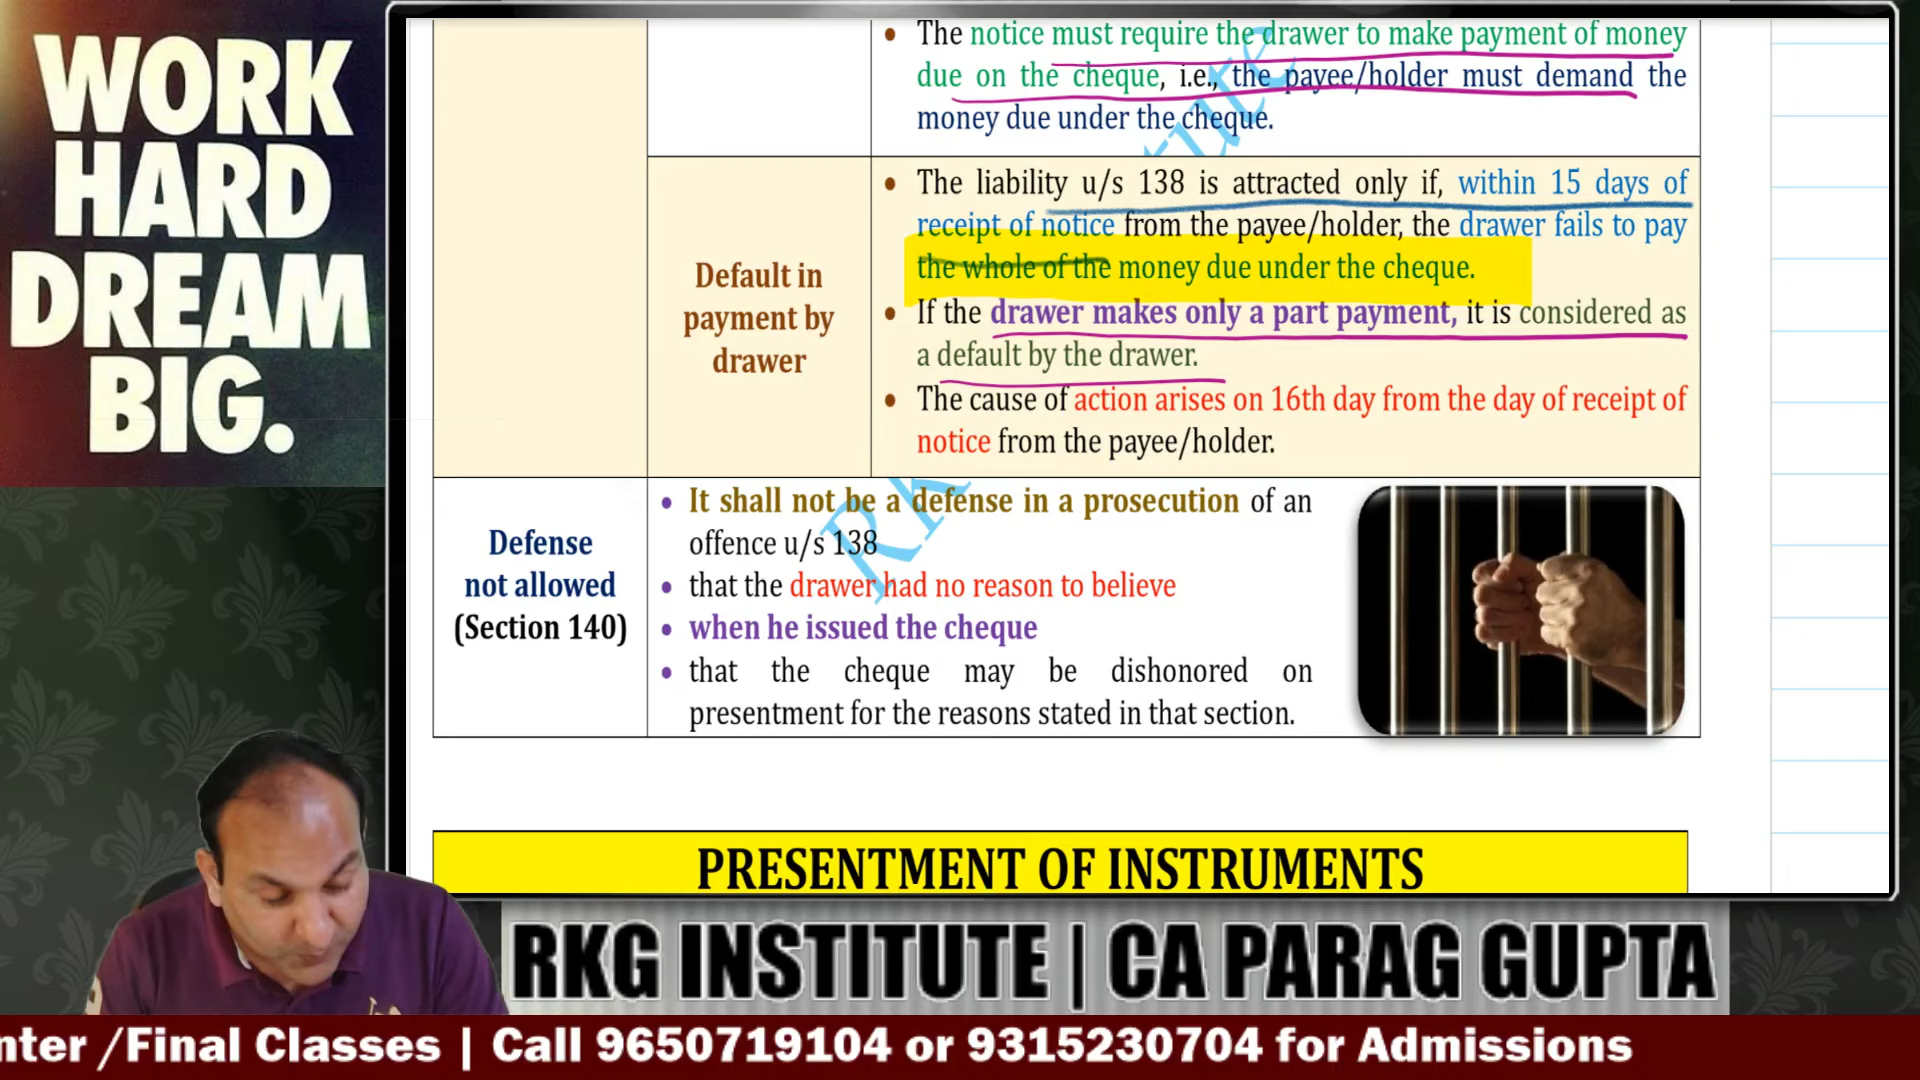 WORK
HARD
DREAM
BIG.
The notice must require the drawer to make payment of money
due on the cheque, i.e., the payee/holder must demand the
money due under the cheque.
Default in
payment by
drawer
The liability u/s 138 is attracted only if, within 15 days of
receipt of notice from the payee/holder, the drawer fails to pay
the whole of the money due under the cheque.
If the drawer makes only a part payment, it is considered as
a default by the drawer.
The cause of action arises on 16th day from the day of receipt of
notice from the payee/holder.
Defense
not allowed
(Section 140)
It shall not be a defense in a prosecution of an
offence u/s 138
that the drawer had no reason to believe
when he issued the cheque
that the cheque may be dishonored on
presentment for the reasons stated in that section.
PRESENTMENT OF INSTRUMENTS
RKG INSTITUTE | CA PARAG GUPTA
nter /Final Classes | Call 9650719104 or 9315230704 for Admissions